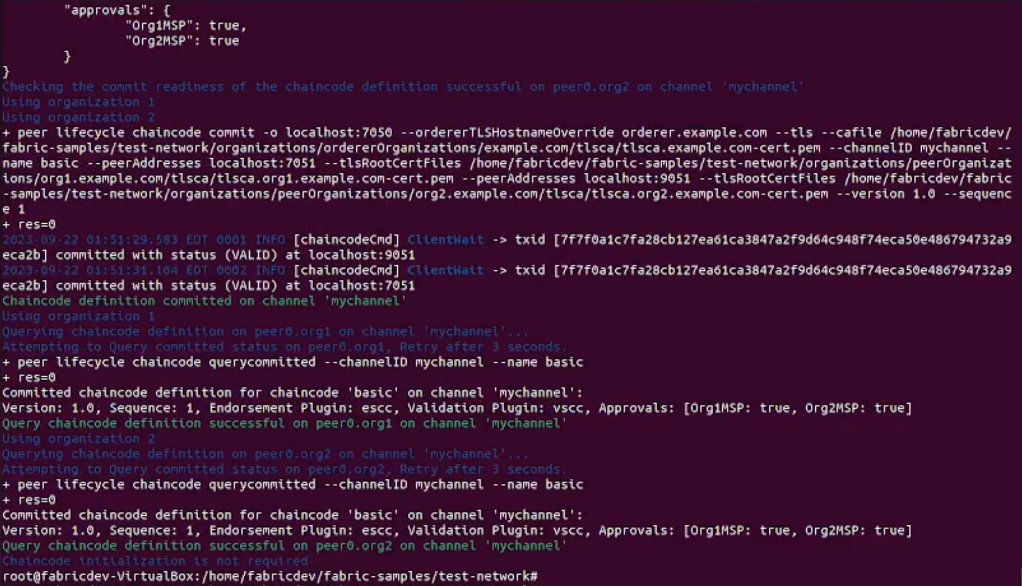 "approvals": {
"Org1MSP": true,
"Org2MSP": true
}
}
Checking the commit readiness of the chaincode definition successful on peer0.org2 on channel 'mychannel'
Using organization 1
Using organization 2
+ peer lifecycle chaincode commit -o localhost:7050 --ordererTLSHostnameOverride orderer.example.com --tls --cafile /home/fabricdev/
fabric-samples/test-network/organizations/ordererOrganizations/example.com/tlsca/tlsca.example.com-cert.pem --channelID mychannel --
name basic --peerAddresses localhost:7051 --tlsRootCertFiles /home/fabricdev/fabric-samples/test-network/organizations/peerOrganizat
ions/org1.example.com/tlsca/tlsca.org1.example.com-cert.pem --peerAddresses localhost:9051 --tlsRootCertFiles /home/fabricdev/fabric
-samples/test-network/organizations/peerOrganizations/org2.example.com/tlsca/tlsca.org2.example.com-cert.pem --version 1.0 --sequenc
e 1
+ res=0
2023-09-22 01:51:29.583 EDT 0001 INFO [chaincodeCmd] ClientWait -> txid [7f7f0a1c7fa28cb127ea61ca3847a2f9d64c948f74eca50e486794732a9
eca2b] committed with status (VALID) at localhost:9051
2023-09-22 01:51:31.104 EDT 0002 INFO [chaincodeCmd] ClientWait -> txid [7f7f0a1c7fa28cb127ea61ca3847a2f9d64c948f74eca50e486794732a9
eca2b] committed with status (VALID) at localhost:7051
Chaincode definition committed on channel 'mychannel'
Using organization 1
Querying chaincode definition on peer0.org1 on channel 'mychannel'...
Attempting to Query committed status on peer0.org1, Retry after 3 seconds.
+ peer lifecycle chaincode querycommitted --channelID mychannel --name basic
+ res=0
Committed chaincode definition for chaincode 'basic' on channel 'mychannel':
Version: 1.0, Sequence: 1, Endorsement Plugin: escc, Validation Plugin: vscc, Approvals: [Org1MSP: true, Org2MSP: true]
Query chaincode definition successful on peer0.org1 on channel 'mychannel'
Using organization 2
Querying chaincode definition on peer0.org2 on channel 'mychannel'...
Attempting to Query committed status on peer0.org2, Retry after 3 seconds.
+ peer lifecycle chaincode querycommitted --channelID mychannel --name basic
+ res=0
Committed chaincode definition for chaincode 'basic' on channel 'mychannel':
Version: 1.0, Sequence: 1, Endorsement Plugin: escc, Validation Plugin: vscc, Approvals: [Org1MSP: true, Org2MSP: true]
Query chaincode definition successful on peer0.org2 on channel 'mychannel'
Chaincode initialization is not required
root@fabricdev-VirtualBox:/home/fabricdev/fabric-samples/test-network#